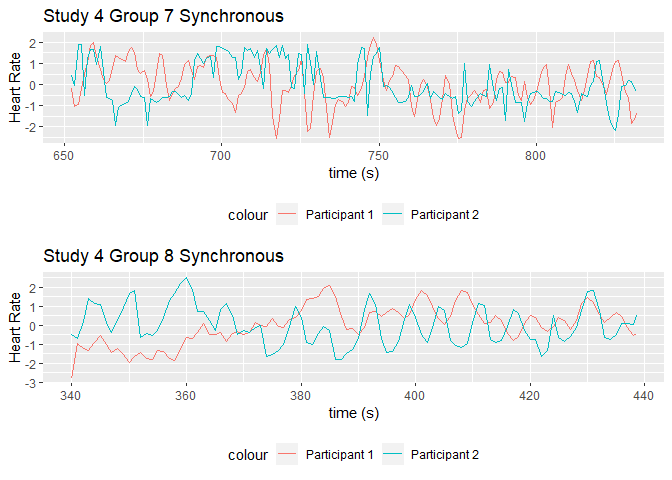 Study 4 Group 7 Synchronous
Heart Rate
2
1
0
-1
-2
650 700 750 800
time (s)
colour Participant 1 Participant 2
Study 4 Group 8 Synchronous
Heart Rate
2
1
0
-1
-2
-3
340 360 380 400 420 440
time (s)
colour Participant 1 Participant 2